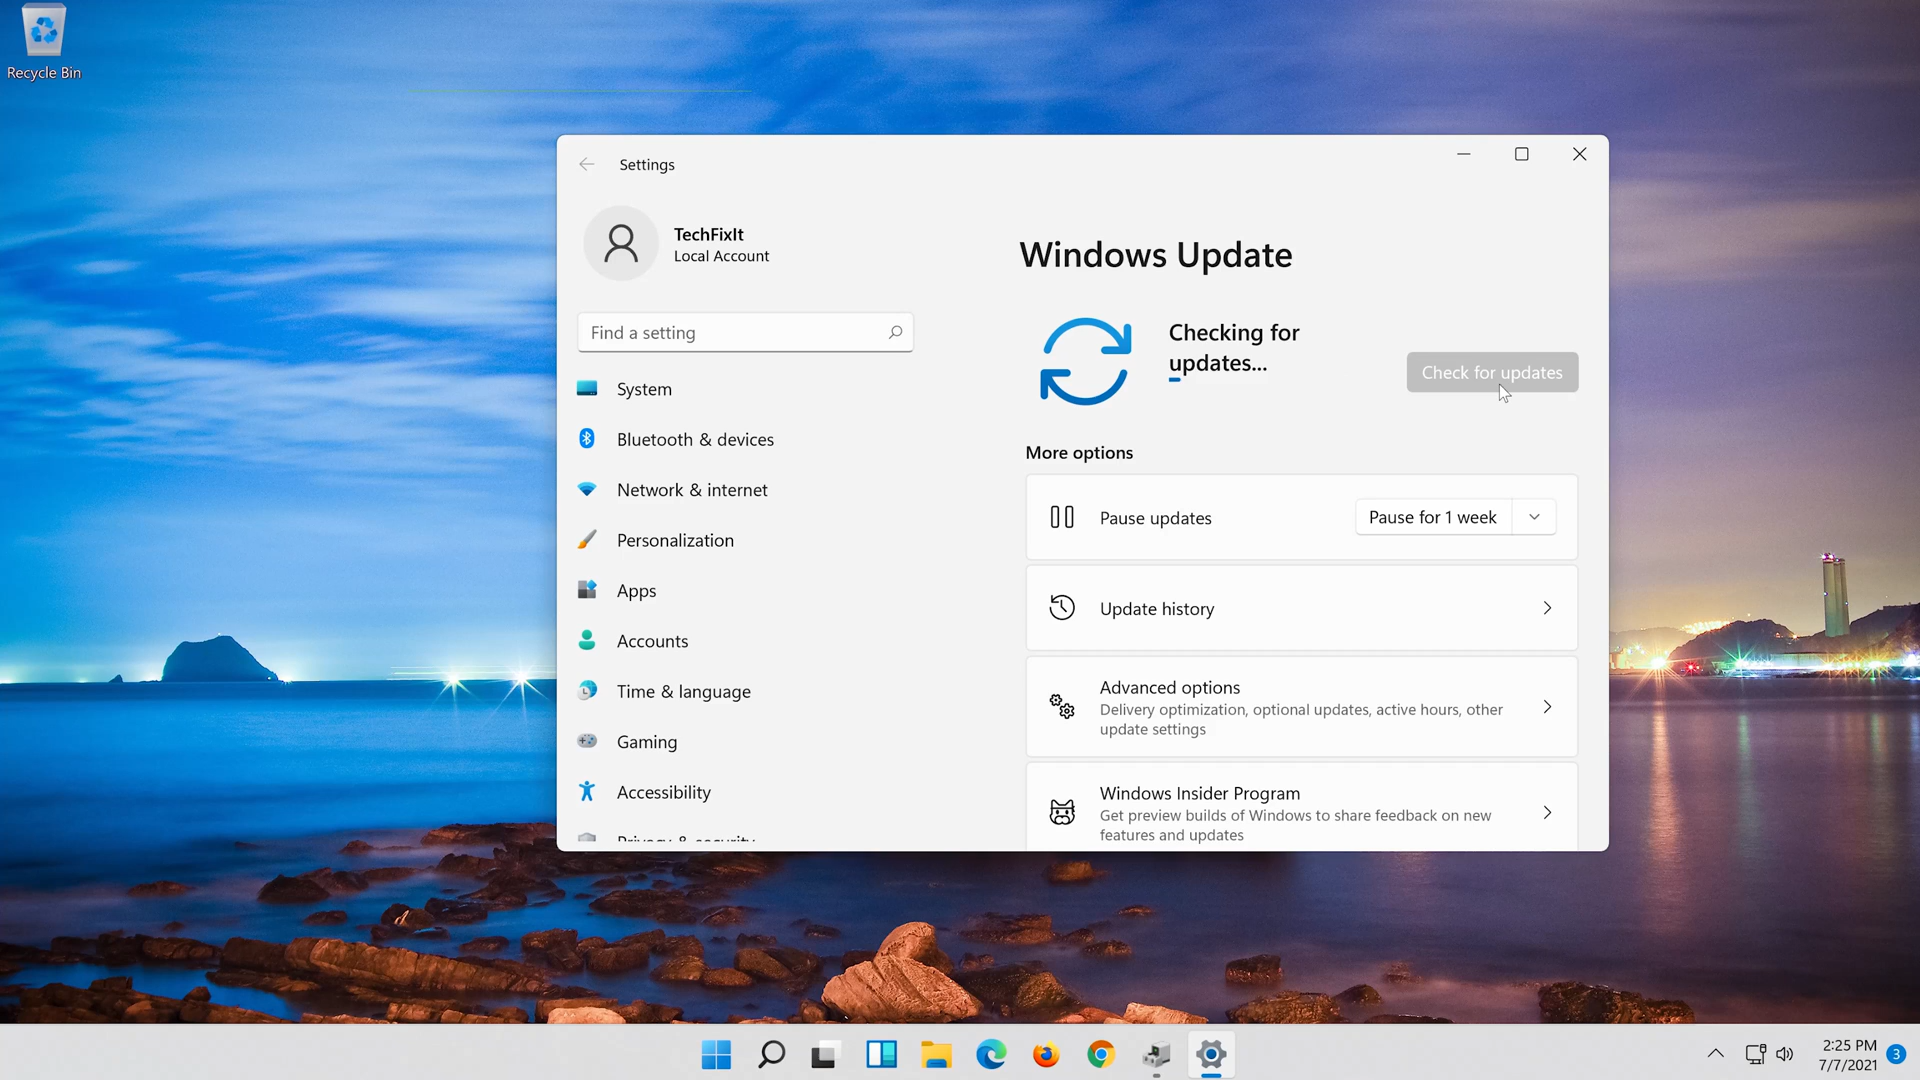 Recycle Bin
Settings
TechFixIt
Local Account
Find a setting
System
Bluetooth & devices
Network & internet
Personalization
Apps
Accounts
Time & language
Gaming
Accessibility
Privacy & security
Windows Update
Checking for
updates...
Check for updates
More options
Pause updates
Pause for 1 week
Update history
Advanced options
Delivery optimization, optional updates, active hours, other
update settings
Windows Insider Program
Get preview builds of Windows to share feedback on new
features and updates
2:25 PM
7/7/2021
3